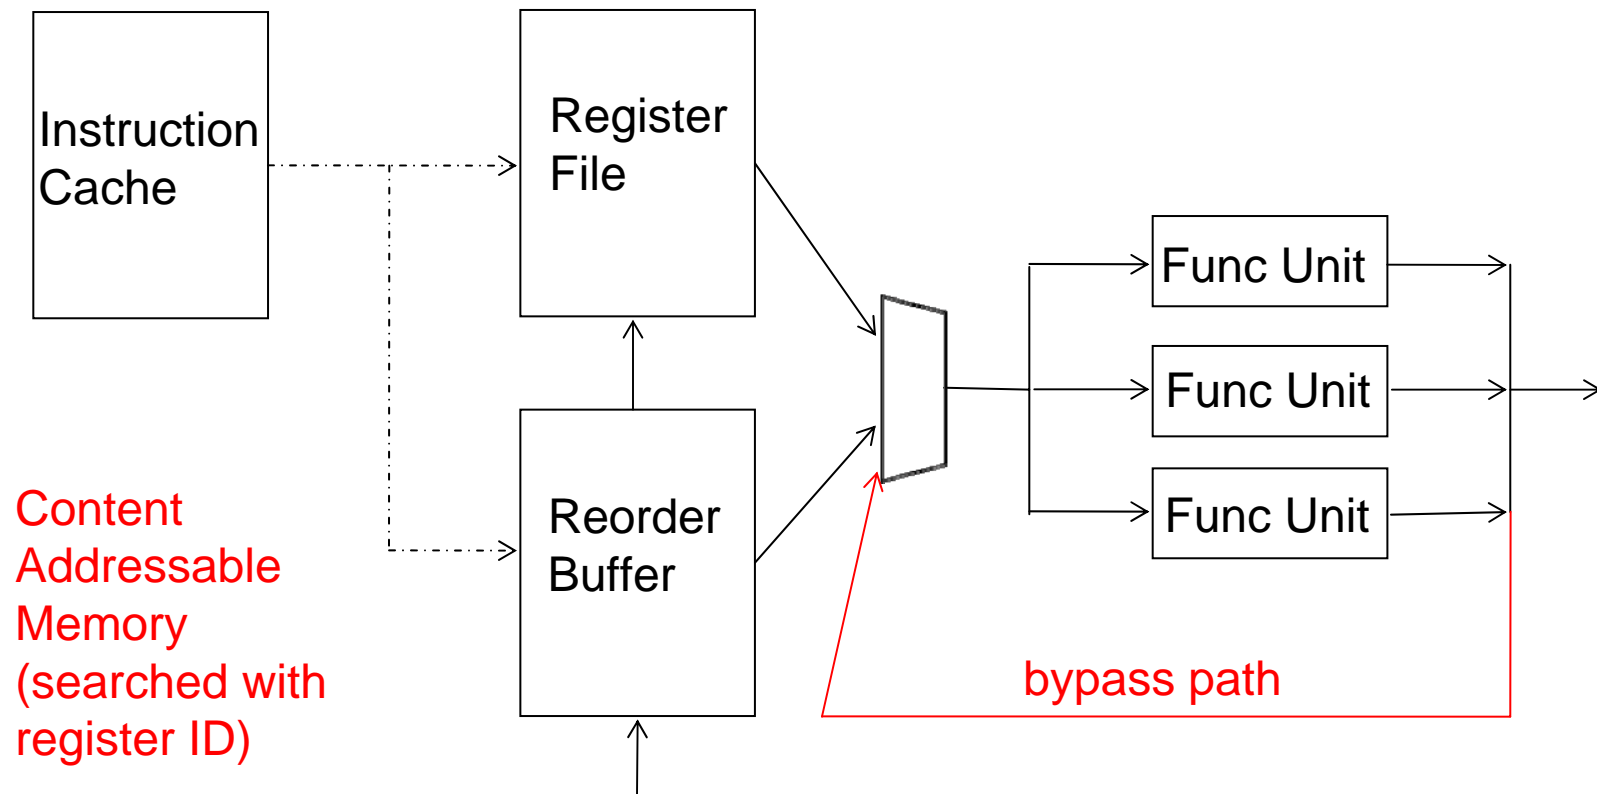 Instruction
Cache
Register
File
Func Unit
Func Unit
Func Unit
Reorder
Buffer
Content
Addressable
Memory
(searched with
register ID)
bypass path